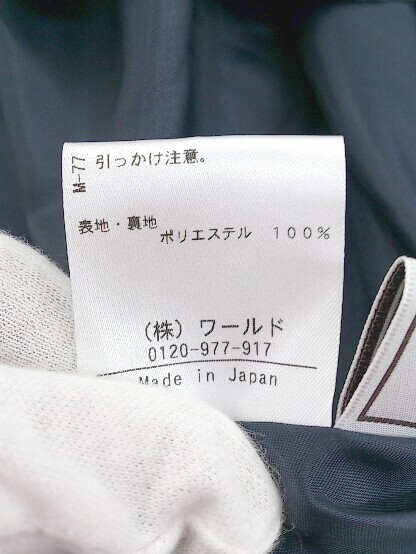 M-77
引っかけ注意。
表地・裏地
ポリエステル 100%
(株) ワールド
0120-977-917
Made in Japan